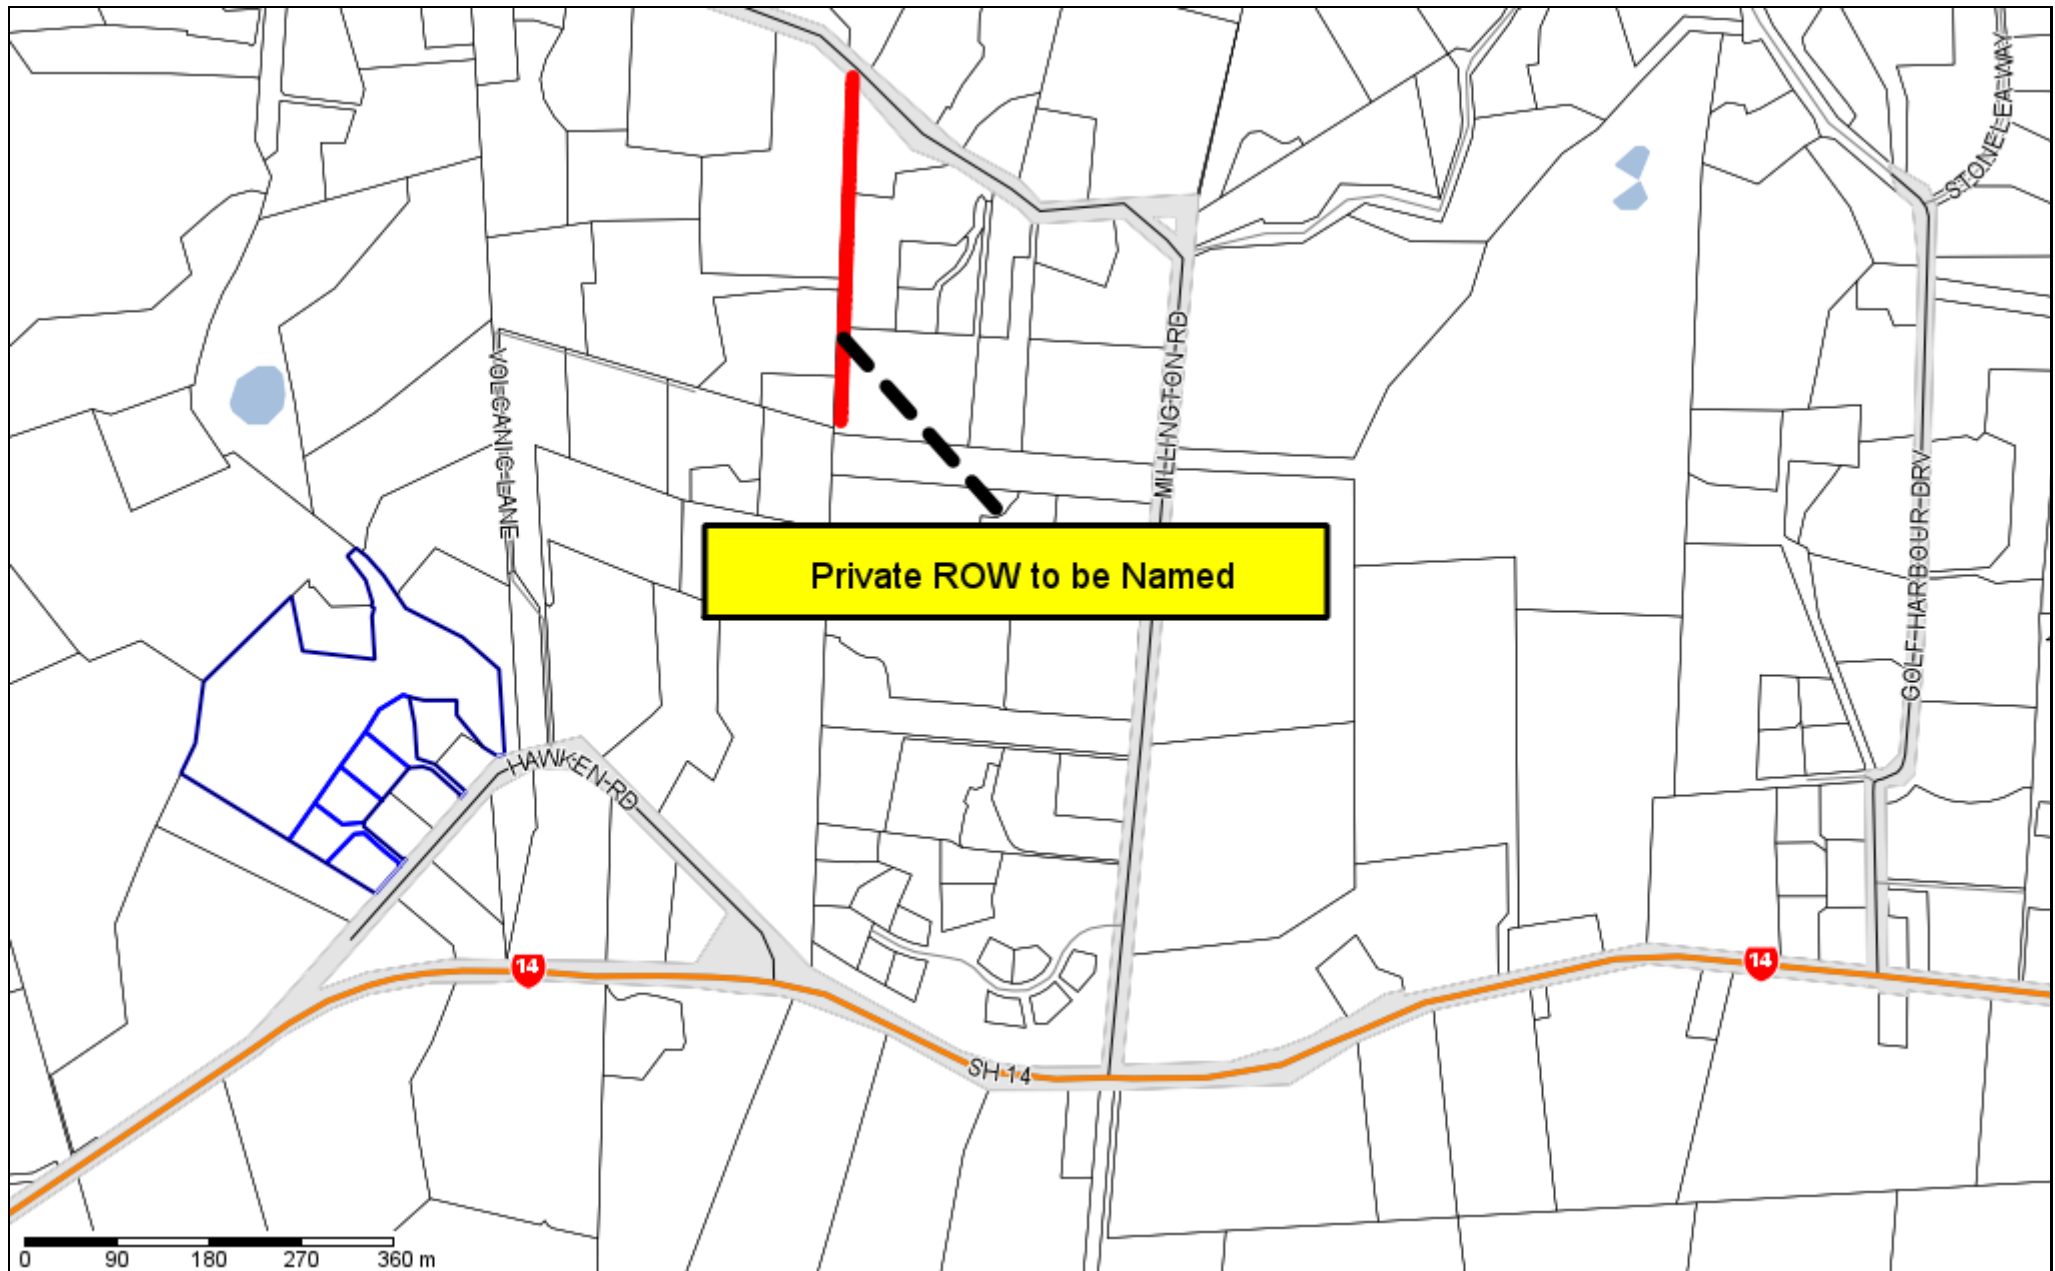 STONELEA WAY
MILLINGTON RD
VOLCANIC LANE
GOLF HARBOUR DRV
Private ROW to be Named
HAWKEN RD
14
14
SH 14
0 90 180 270 360 m